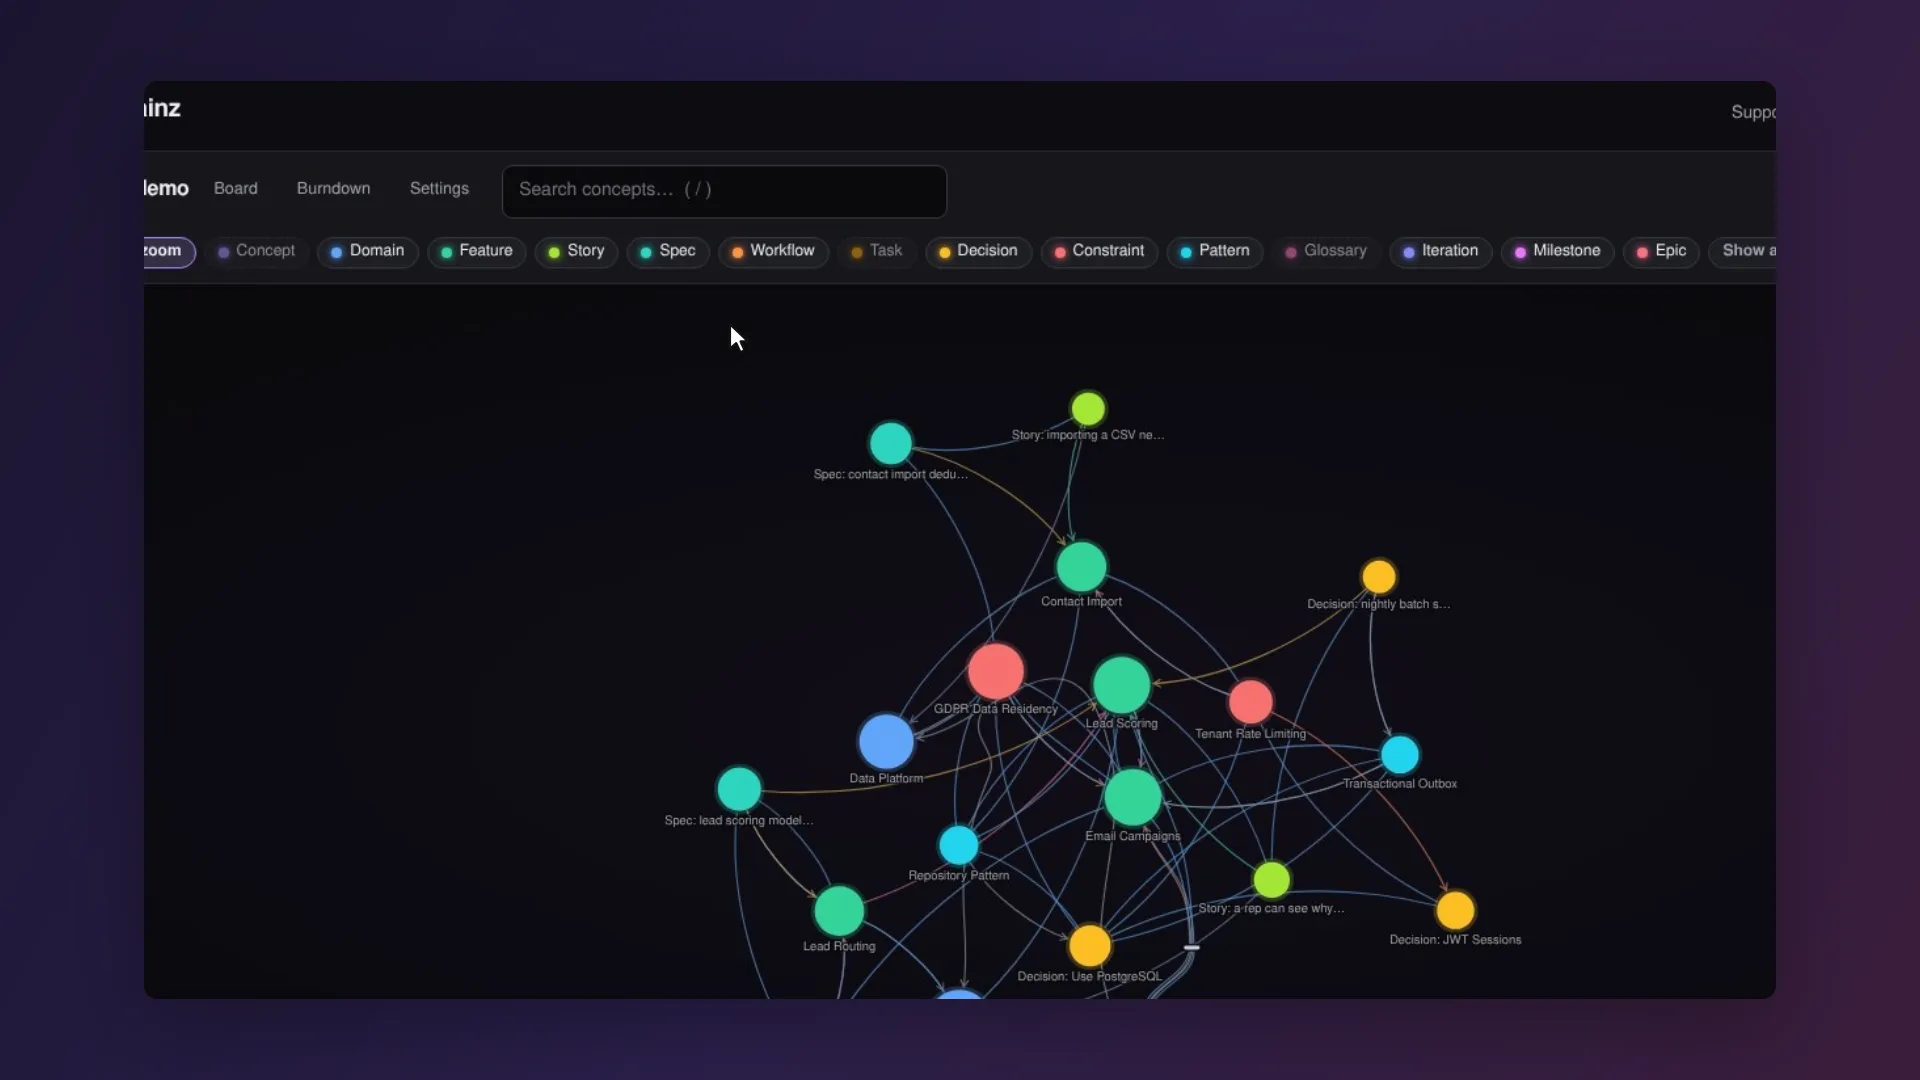 inz
Suppo
lemo Board Burndown Settings Search concepts... ( / )
zoom Concept Domain Feature Story Spec Workflow Task Decision Constraint Pattern Glossary Iteration Milestone Epic Show a
Story: importing a CSV ne...
Spec: contact import dedu...
Contact Import
Decision: nightly batch s...
GDPR Data Residency
Lead Scoring
Tenant Rate Limiting
Data Platform
Transactional Outbox
Spec: lead scoring model...
Email Campaigns
Repository Pattern
Story: a rep can see why...
Lead Routing
Decision: JWT Sessions
Decision: Use PostgreSQL